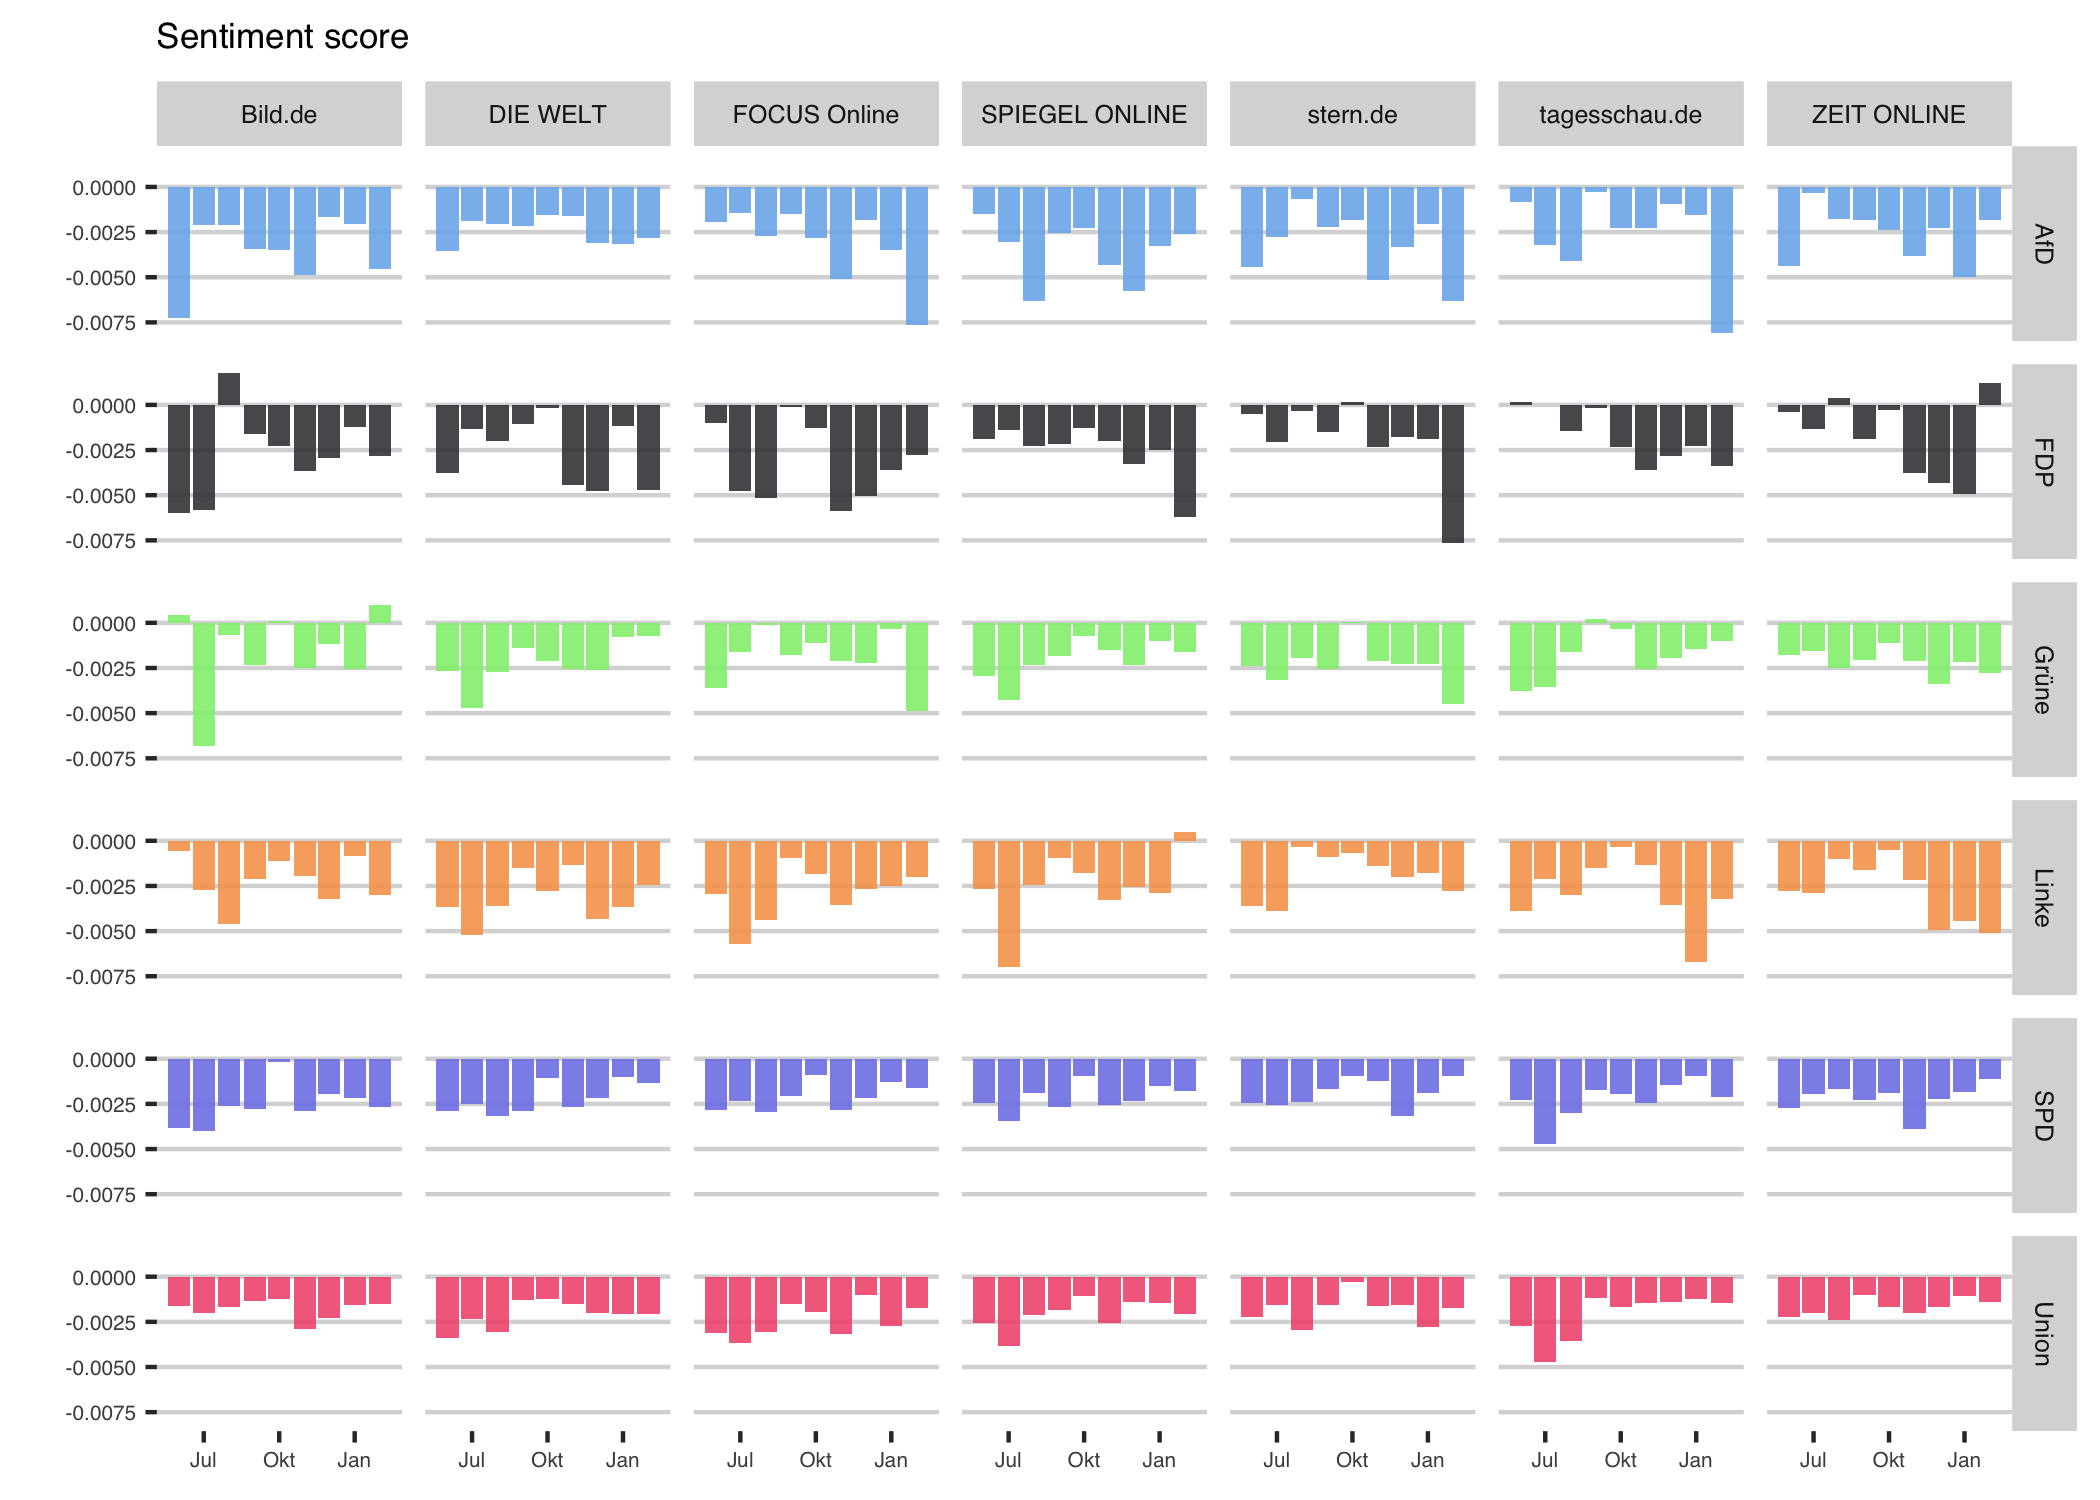 Sentiment score
Bild.de DIE WELT FOCUS Online SPIEGEL ONLINE stern.de tagesschau.de ZEIT ONLINE
0.0000
-0.0025
-0.0050
-0.0075
AfD
0.0000
-0.0025
-0.0050
-0.0075
FDP
0.0000
-0.0025
-0.0050
-0.0075
Grüne
0.0000
-0.0025
-0.0050
-0.0075
Linke
0.0000
-0.0025
-0.0050
-0.0075
SPD
0.0000
-0.0025
-0.0050
-0.0075
Union
Jul Okt Jan Jul Okt Jan Jul Okt Jan Jul Okt Jan Jul Okt Jan Jul Okt Jan Jul Okt Jan